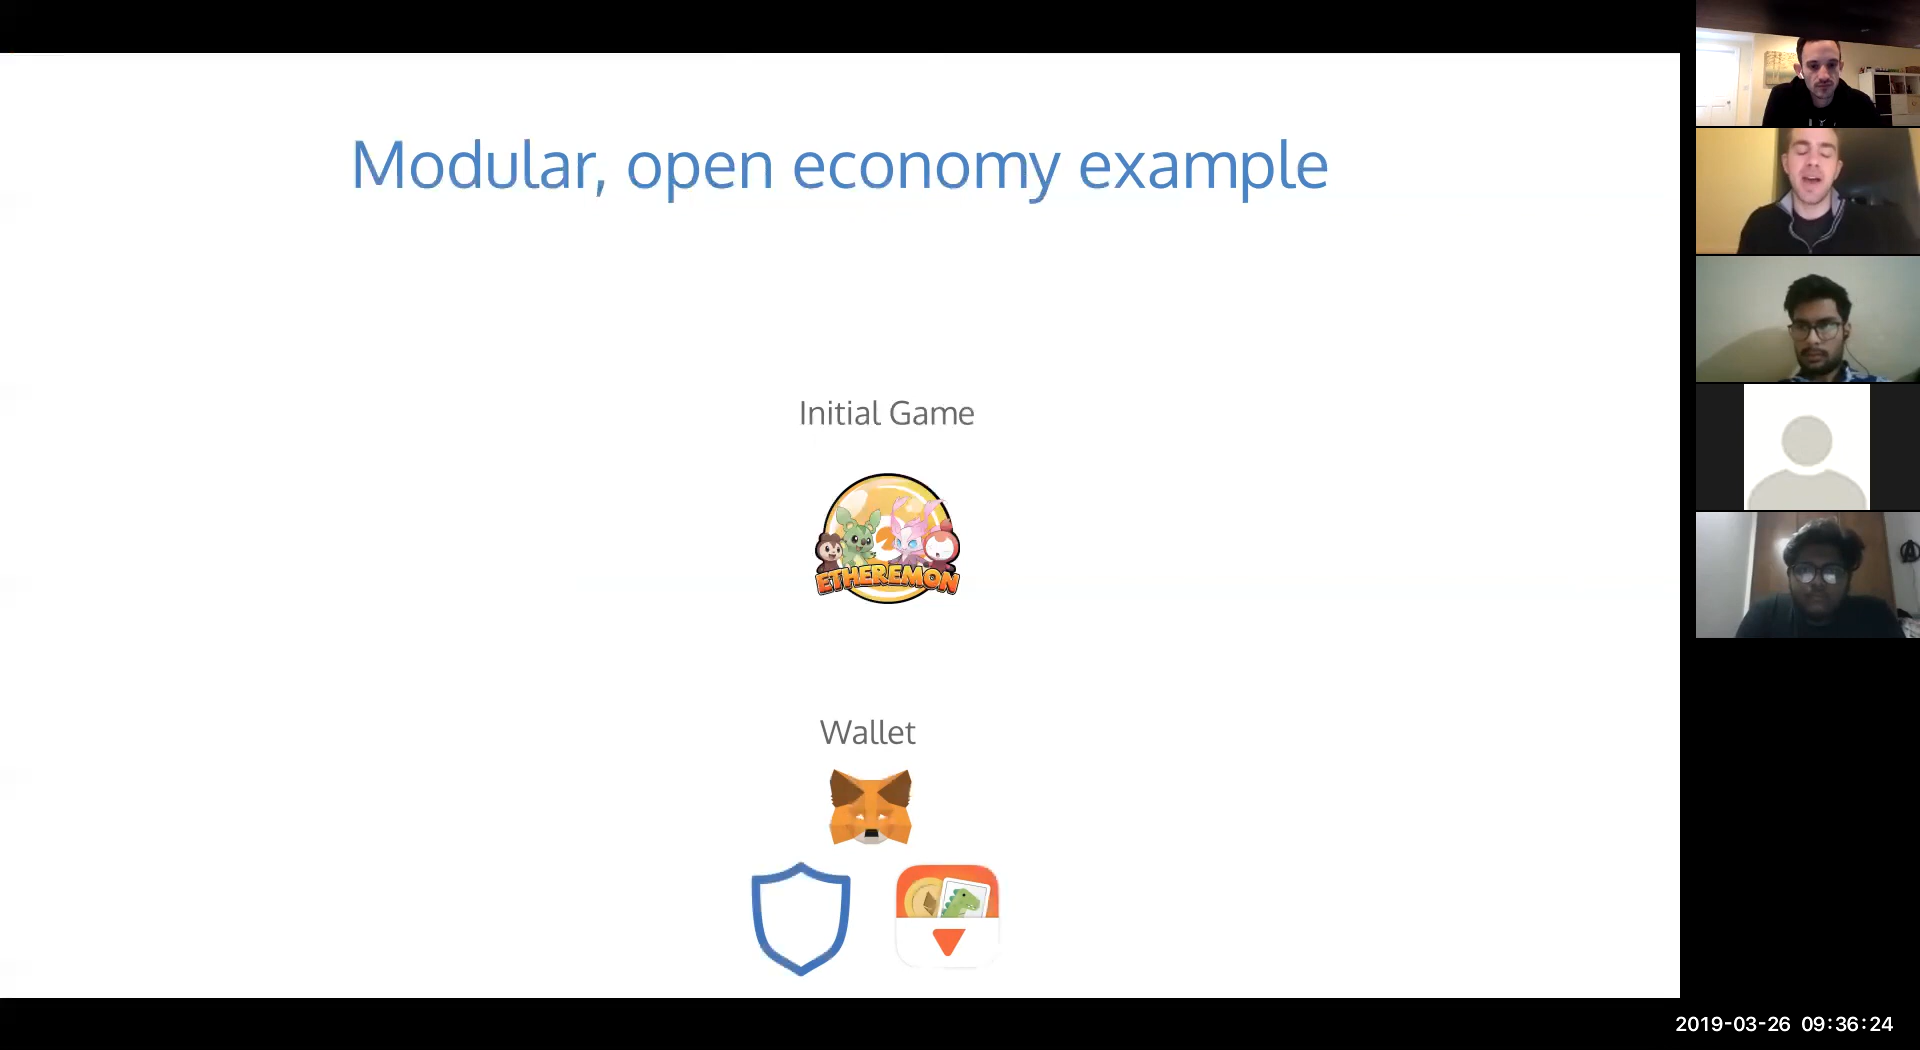 Modular, open economy example
Initial Game
ETHEREMON
Wallet
2019-03-26 09:36:24